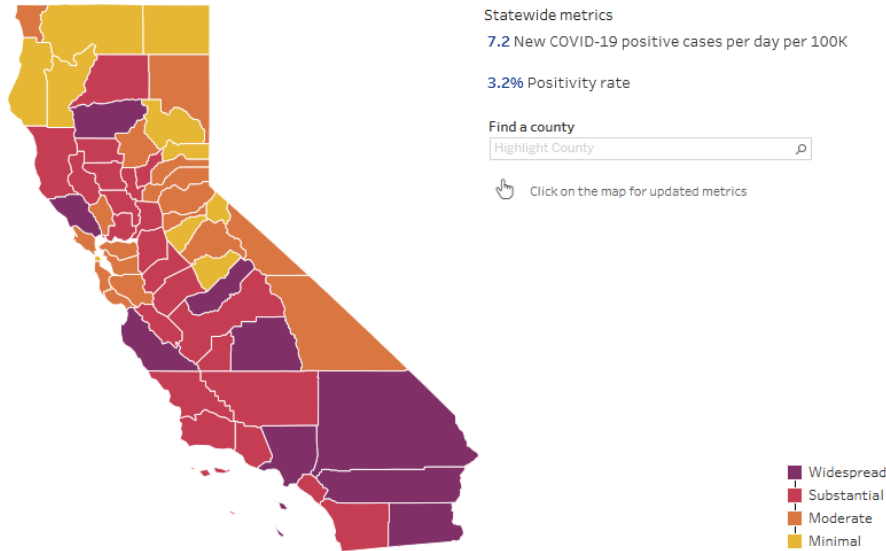 Statewide metrics
7.2 New COVID-19 positive cases per day per 100K
3.2% Positivity rate
Find a county
Highlight County
Click on the map for updated metrics
Widespread
Substantial
Moderate
Minimal